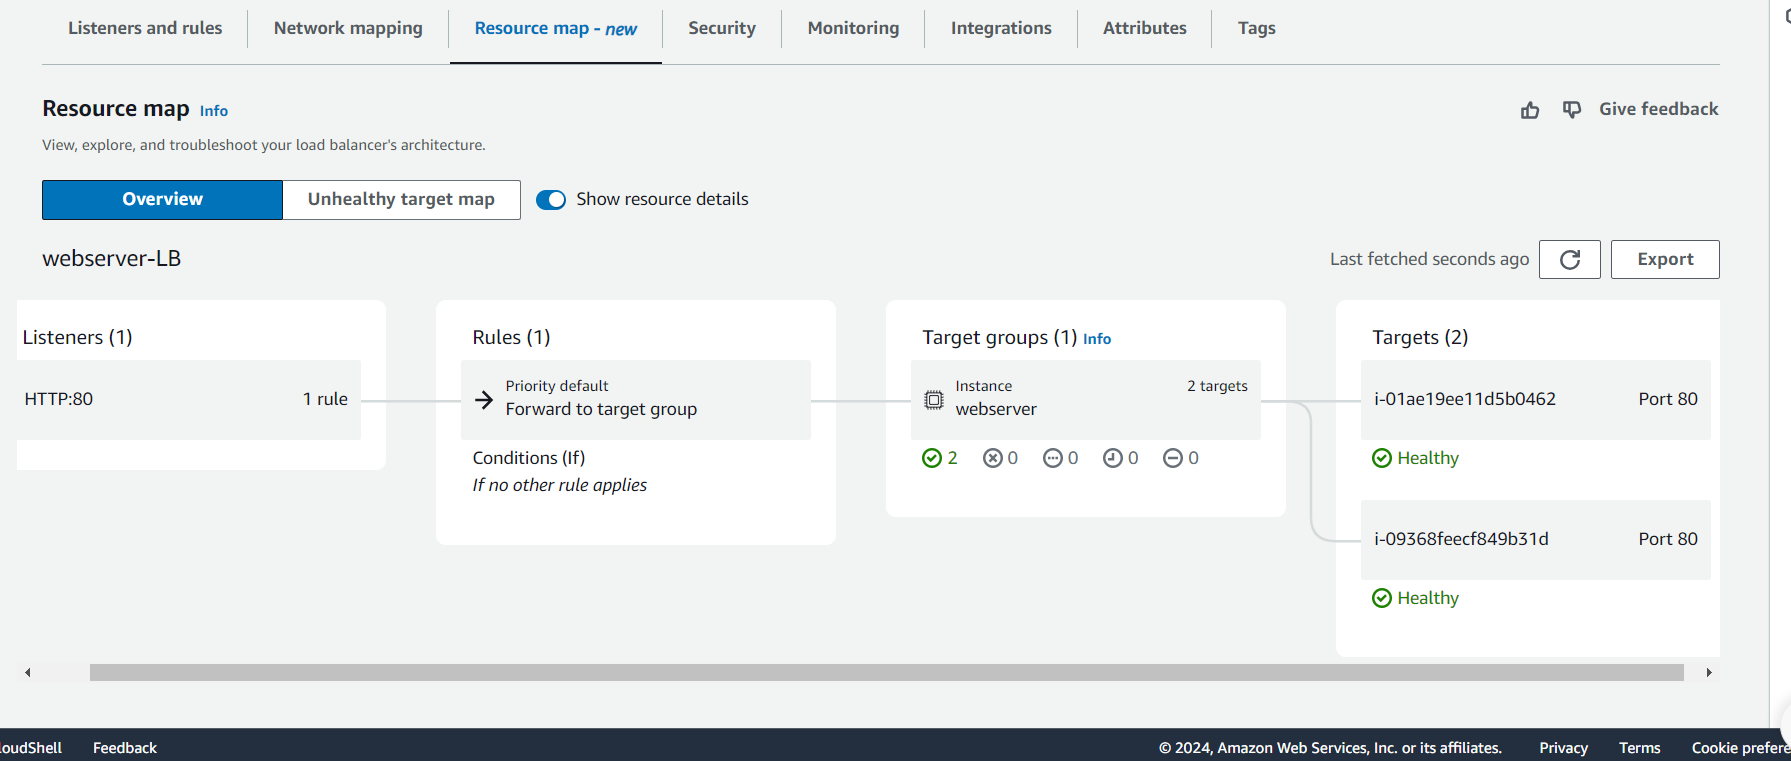 Listeners and rules
Network mapping
Resource map - new
Security
Monitoring
Integrations
Attributes
Tags
Resource map Info
Give feedback
View, explore, and troubleshoot your load balancer's architecture.
Overview
Unhealthy target map
Show resource details
webserver-LB
Last fetched seconds ago
Export
Listeners (1)
HTTP:80
1 rule
Rules (1)
Priority default
Forward to target group
Conditions (If)
If no other rule applies
Target groups (1) Info
Instance
2 targets
webserver
2
0
0
0
0
Targets (2)
i-01ae19ee11d5b0462
Port 80
Healthy
i-09368feecf849b31d
Port 80
Healthy
loudShell
Feedback
© 2024, Amazon Web Services, Inc. or its affiliates.
Privacy
Terms
Cookie prefere